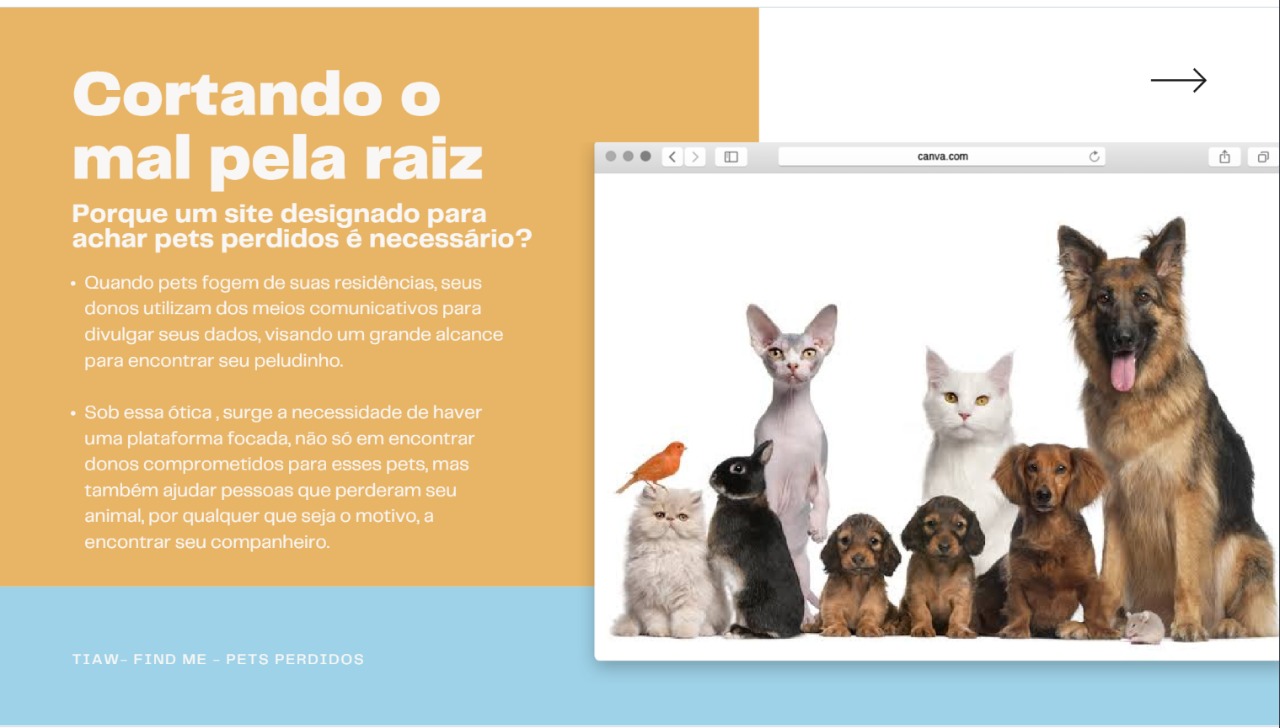 Cortando o
mal pela raiz
Porque um site designado para
achar pets perdidos é necessário?
• Quando pets fogem de suas residências, seus
donos utilizam dos meios comunicativos para
divulgar seus dados, visando um grande alcance
para encontrar seu peludinho.
• Sob essa ótica , surge a necessidade de haver
uma plataforma focada, não só em encontrar
donos comprometidos para esses pets, mas
também ajudar pessoas que perderam seu
animal, por qualquer que seja o motivo, a
encontrar seu companheiro.
TIAW- FIND ME - PETS PERDIDOS
canva.com